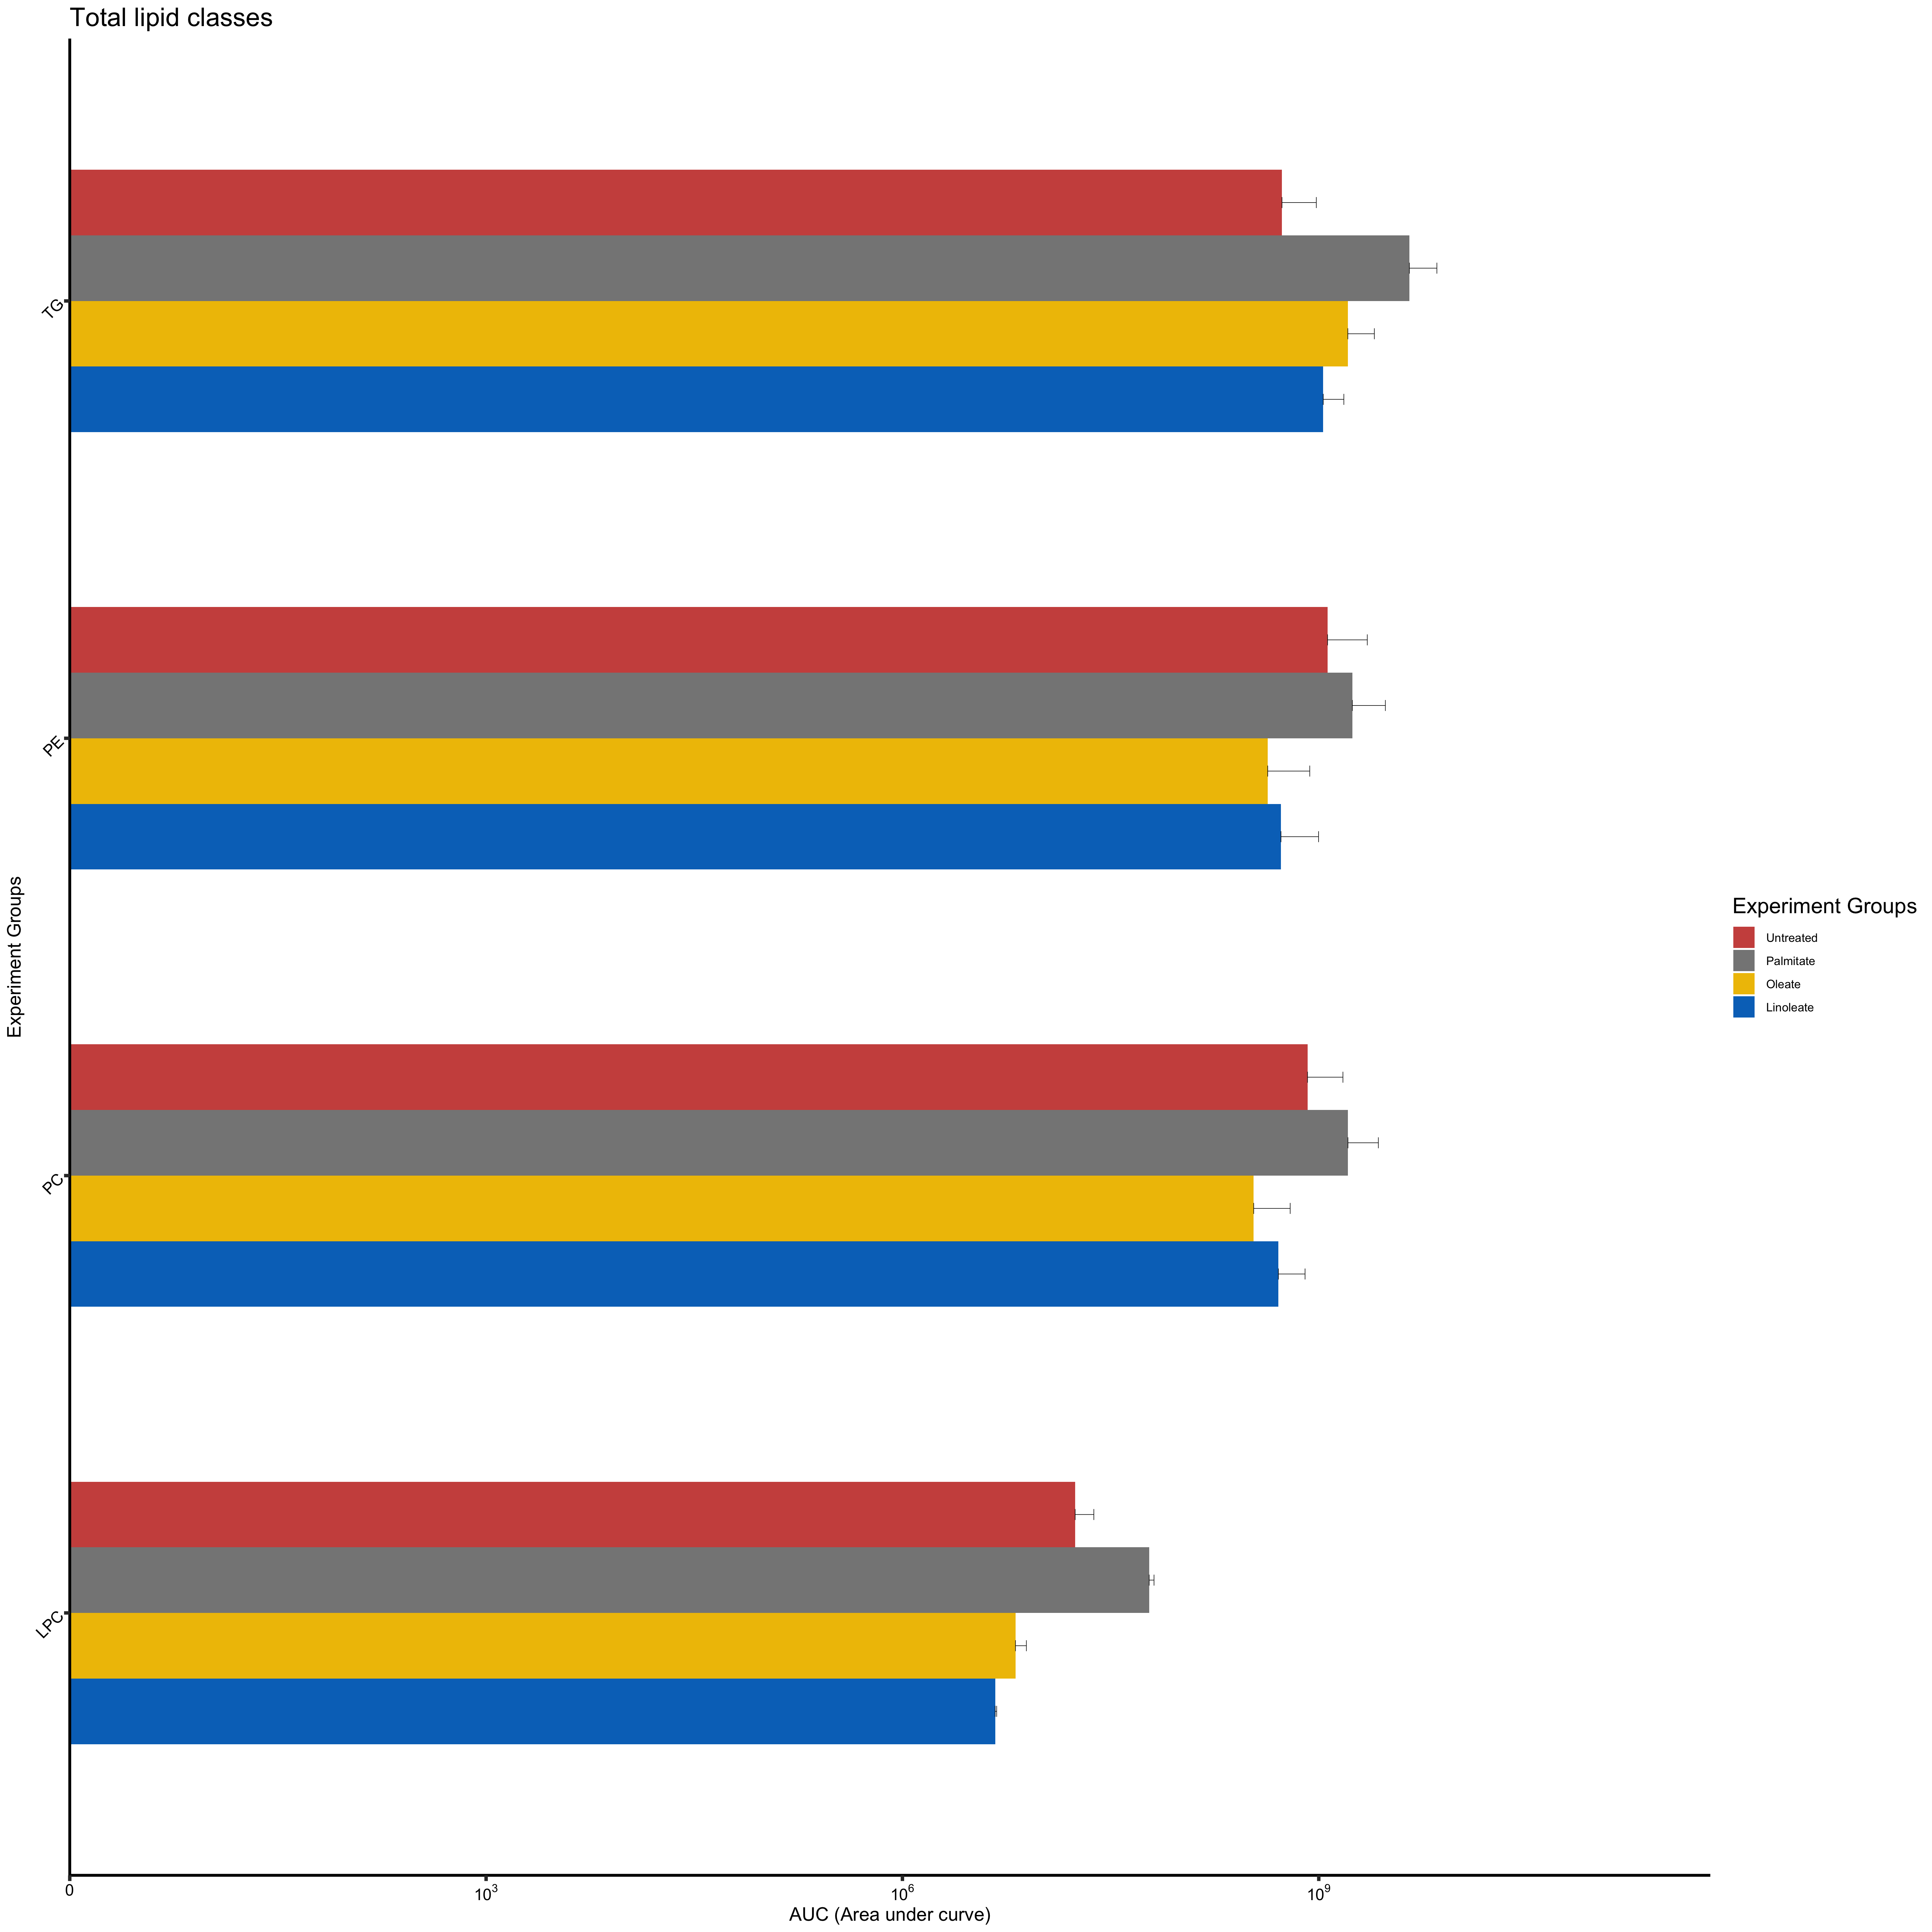 Total lipid classes
TG
PE
PC
LPC
Experiment Groups
0
10³
10⁶
10⁹
AUC (Area under curve)
Experiment Groups
Untreated
Palmitate
Oleate
Linoleate